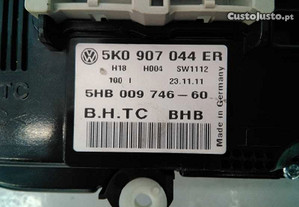 CustoJusto.pt
5K0 907 044 ER
H18 H004 SW1112
100 I 23.11.11
5HB 009 746-60
B.H.TC BHB
Made in Germany